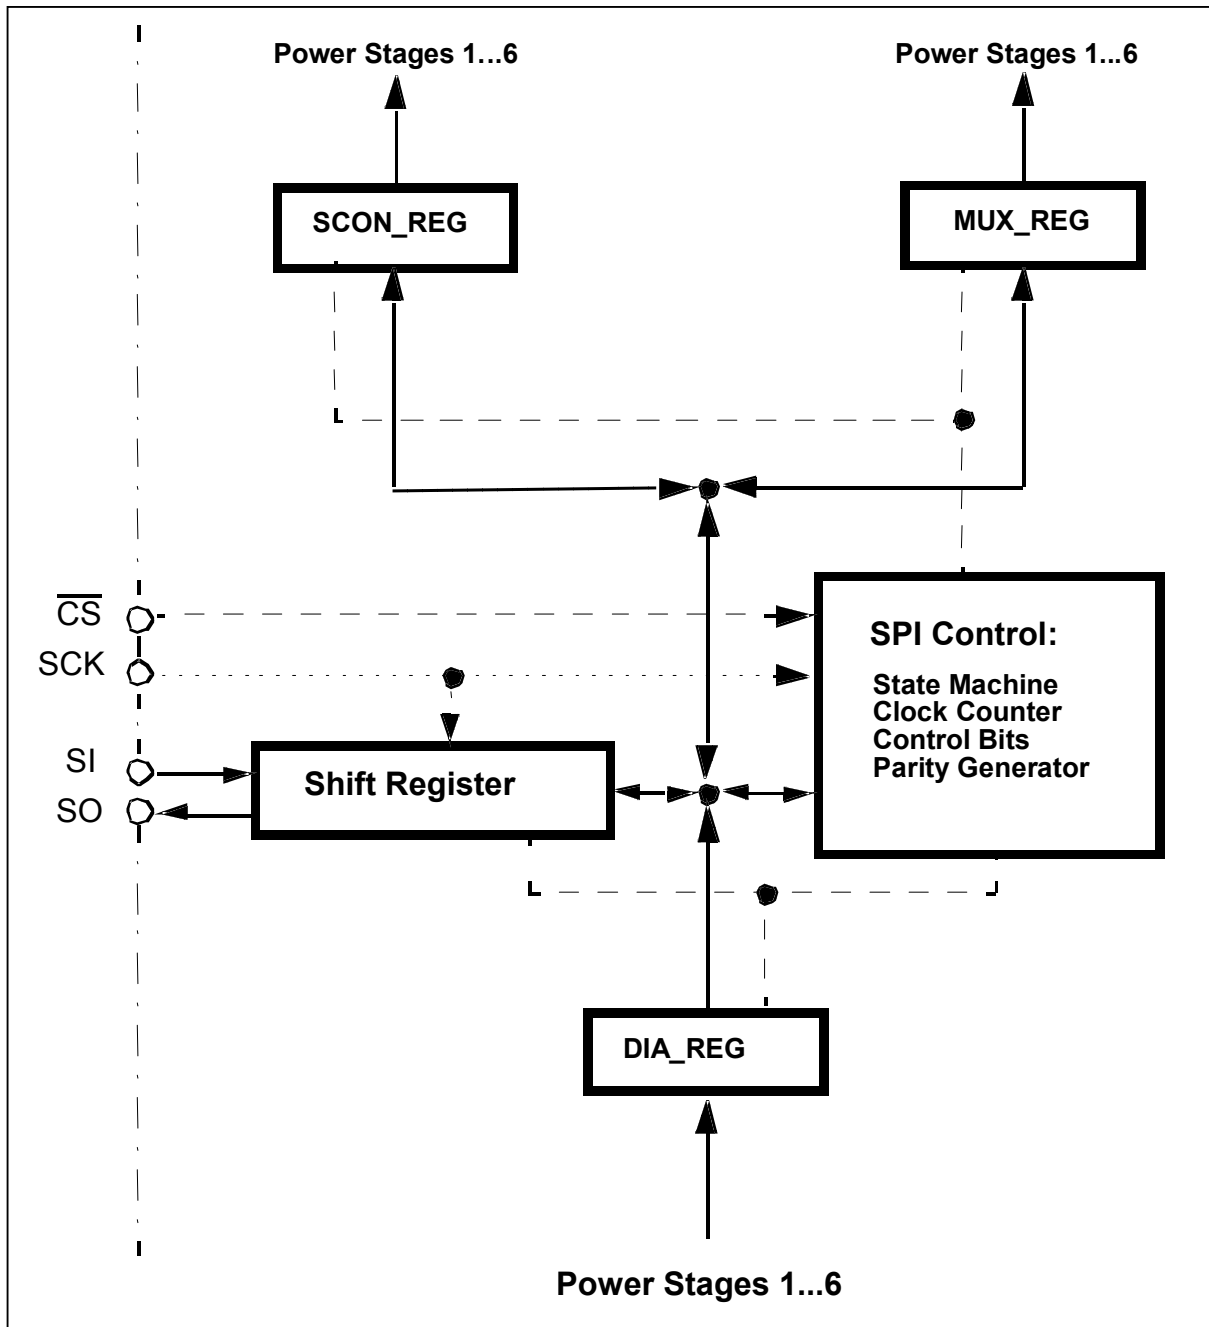 Power Stages 1...6
Power Stages 1...6
SCON_REG
MUX_REG
C̅S̅
SCK
SI
SO
SPI Control:
State Machine
Clock Counter
Control Bits
Parity Generator
Shift Register
DIA_REG
Power Stages 1...6